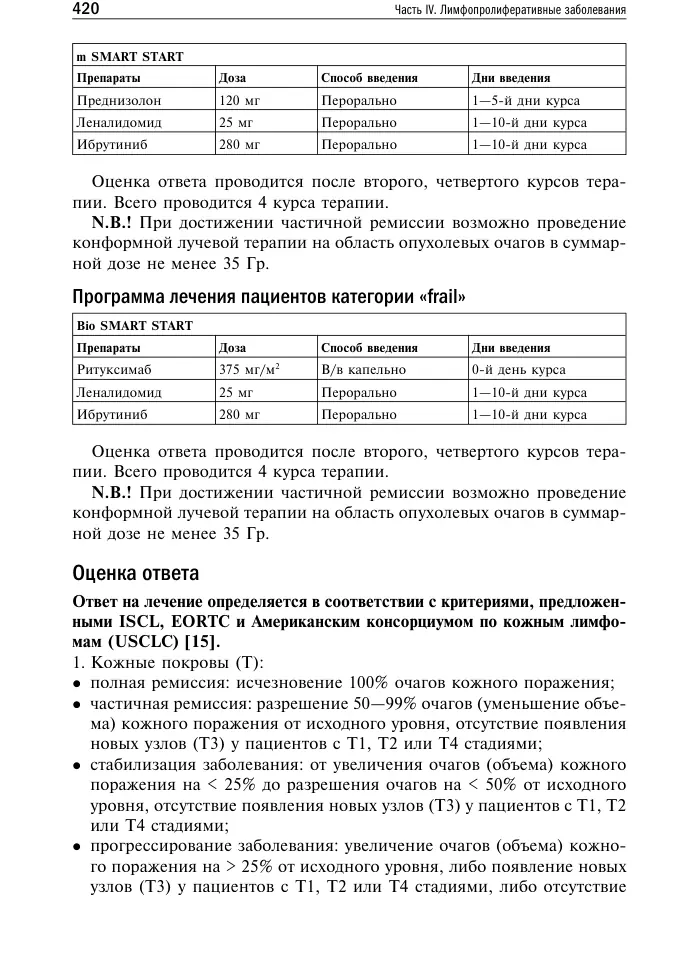 420
Часть IV. Лимфопролиферативные заболевания
m SMART START
Препараты Доза Способ введения Дни введения
Преднизолон 120 мг Перорально 1—5-й дни курса
Леналидомид 25 мг Перорально 1—10-й дни курса
Ибрутиниб 280 мг Перорально 1—10-й дни курса
Оценка ответа проводится после второго, четвертого курсов тера-
пии. Всего проводится 4 курса терапии.
N.B.! При достижении частичной ремиссии возможно проведение
конформной лучевой терапии на область опухолевых очагов в суммар-
ной дозе не менее 35 Гр.
Программа лечения пациентов категории «frail»
Bio SMART START
Препараты Доза Способ введения Дни введения
Ритуксимаб 375 мг/м² В/в капельно 0-й день курса
Леналидомид 25 мг Перорально 1—10-й дни курса
Ибрутиниб 280 мг Перорально 1—10-й дни курса
Оценка ответа проводится после второго, четвертого курсов тера-
пии. Всего проводится 4 курса терапии.
N.B.! При достижении частичной ремиссии возможно проведение
конформной лучевой терапии на область опухолевых очагов в суммар-
ной дозе не менее 35 Гр.
Оценка ответа
Ответ на лечение определяется в соответствии с критериями, предложен-
ными ISCL, EORTC и Американским консорциумом по кожным лимфо-
мам (USCLC) [15].
1. Кожные покровы (T):
● полная ремиссия: исчезновение 100% очагов кожного поражения;
● частичная ремиссия: разрешение 50—99% очагов (уменьшение объе-
ма) кожного поражения от исходного уровня, отсутствие появления
новых узлов (Т3) у пациентов с Т1, Т2 или Т4 стадиями;
● стабилизация заболевания: от увеличения очагов (объема) кожного
поражения на < 25% до разрешения очагов на < 50% от исходного
уровня, отсутствие появления новых узлов (Т3) у пациентов с Т1, Т2
или Т4 стадиями;
● прогрессирование заболевания: увеличение очагов (объема) кожно-
го поражения на > 25% от исходного уровня, либо появление новых
узлов (Т3) у пациентов с Т1, Т2 или Т4 стадиями, либо отсутствие